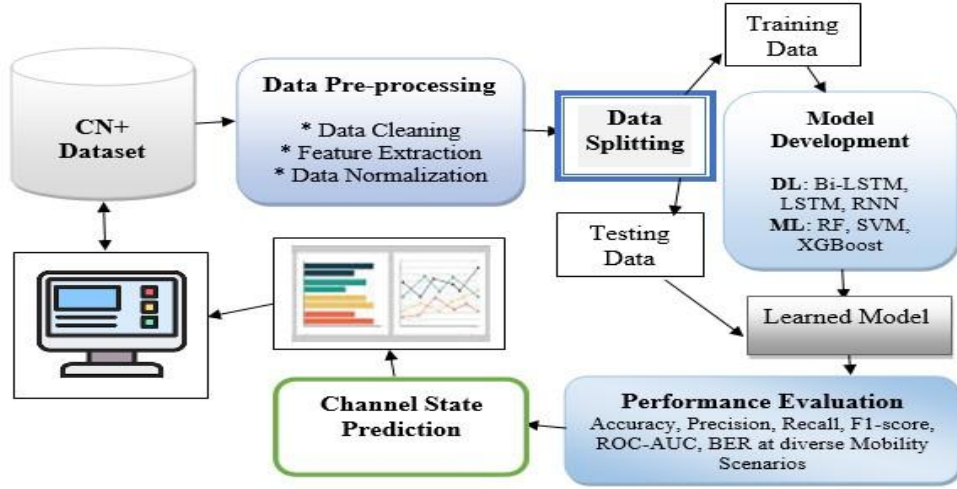 CN+
Dataset
Data Pre-processing
* Data Cleaning
* Feature Extraction
* Data Normalization
Data
Splitting
Training
Data
Testing
Data
Model
Development
DL: Bi-LSTM,
LSTM, RNN
ML: RF, SVM,
XGBoost
Learned Model
Performance Evaluation
Accuracy, Precision, Recall, F1-score,
ROC-AUC, BER at diverse Mobility
Scenarios
Channel State
Prediction